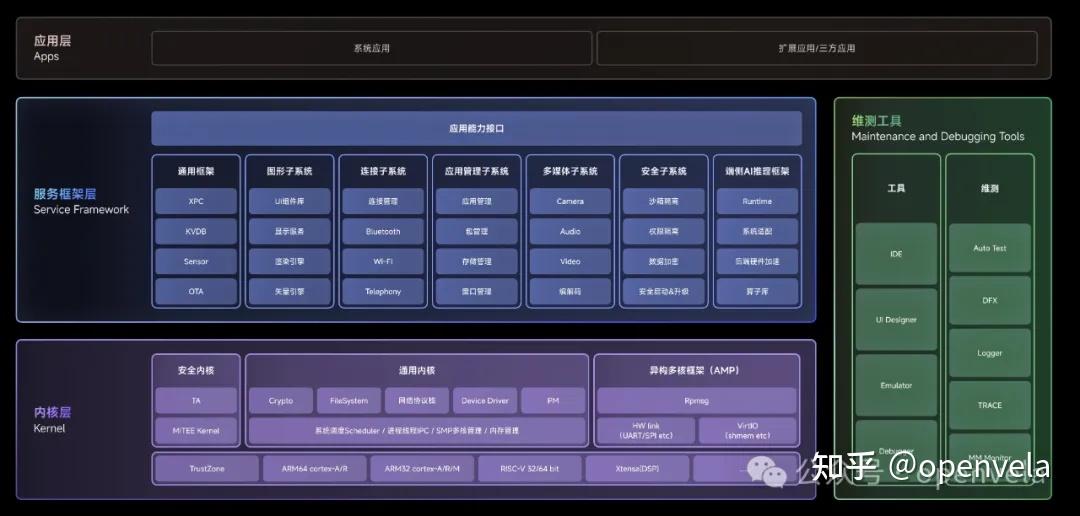 应用层
Apps
系统应用
扩展应用/三方应用
服务框架层
Service Framework
应用能力接口
通用框架
XPC
KVDB
Sensor
OTA
图形子系统
UI组件库
显示服务
渲染引擎
矢量引擎
连接子系统
连接管理
Bluetooth
Wi-Fi
Telephony
应用管理子系统
应用管理
包管理
存储管理
窗口管理
多媒体子系统
Camera
Audio
Video
编解码
安全子系统
沙箱隔离
权限隔离
数据加密
安全启动&升级
端侧AI推理框架
Runtime
系统适配
后端硬件加速
算子库
内核层
Kernel
安全内核
TA
MiTEE Kernel
通用内核
Crypto
FileSystem
网络协议栈
Device Driver
PM
系统调度Scheduler / 进程线程IPC / SMP多核管理 / 内存管理
异构多核框架（AMP）
Rpmsg
HW link
(UART/SPI etc)
VirtIO
(shmem etc)
TrustZone
ARM64 cortex-A/R
ARM32 cortex-A/R/M
RISC-V 32/64 bit
Xtensa(DSP)
维测工具
Maintenance and Debugging Tools
工具
IDE
UI Designer
Emulator
Debugger
维测
Auto Test
DFX
Logger
TRACE
MM Monitor
公众号 openvela
知乎 @openvela